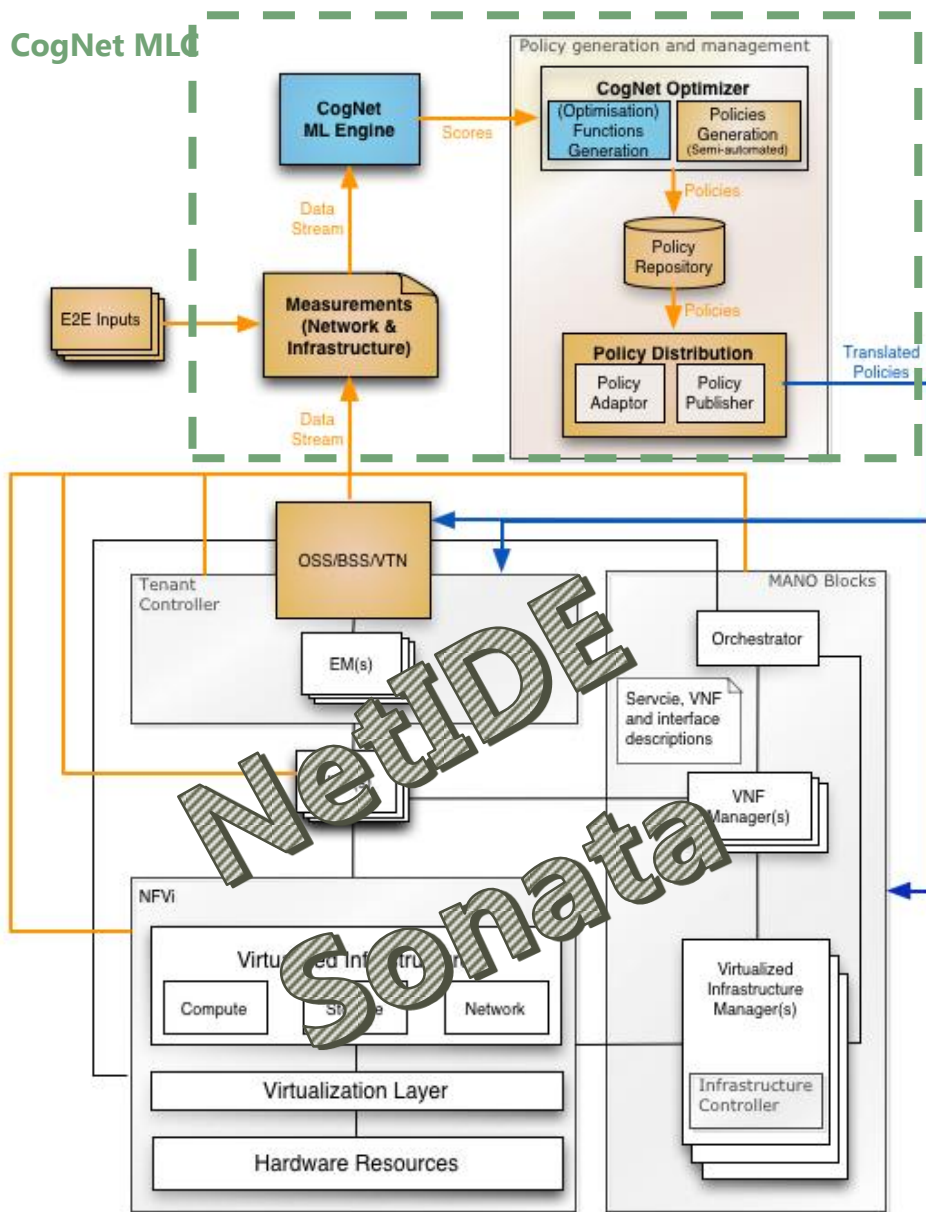 CogNet MLC
Policy generation and management
CogNet
ML Engine
Scores
CogNet Optimizer
(Optimisation)
Functions
Generation
Policies
Generation
(Semi-automated)
Data
Stream
Policies
Policy
Repository
E2E Inputs
Measurements
(Network &
Infrastructure)
Policies
Policy Distribution
Policy
Adaptor
Policy
Publisher
Translated
Policies
Data
Stream
OSS/BSS/VTN
Tenant
Controller
MANO Blocks
Orchestrator
EM(s)
Servcie, VNF
and interface
descriptions
NetIDE
VNF
Manager(s)
Sonata
NFVi
Compute
Network
Virtualized
Infrastructure
Manager(s)
Infrastructure
Controller
Virtualization Layer
Hardware Resources